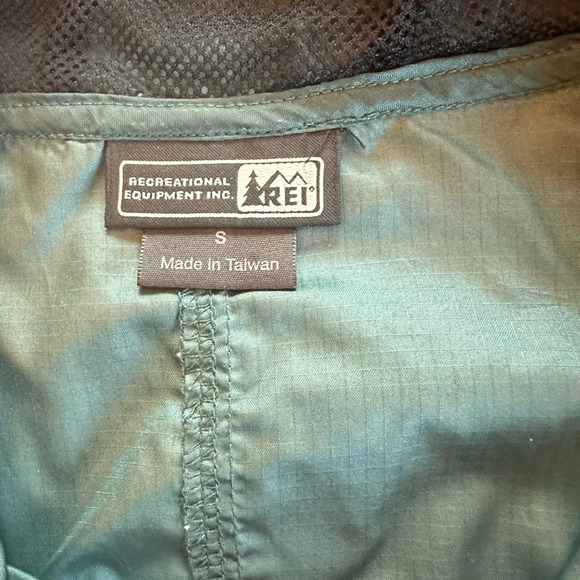 RECREATIONAL
EQUIPMENT INC.
REI®
S
Made in Taiwan